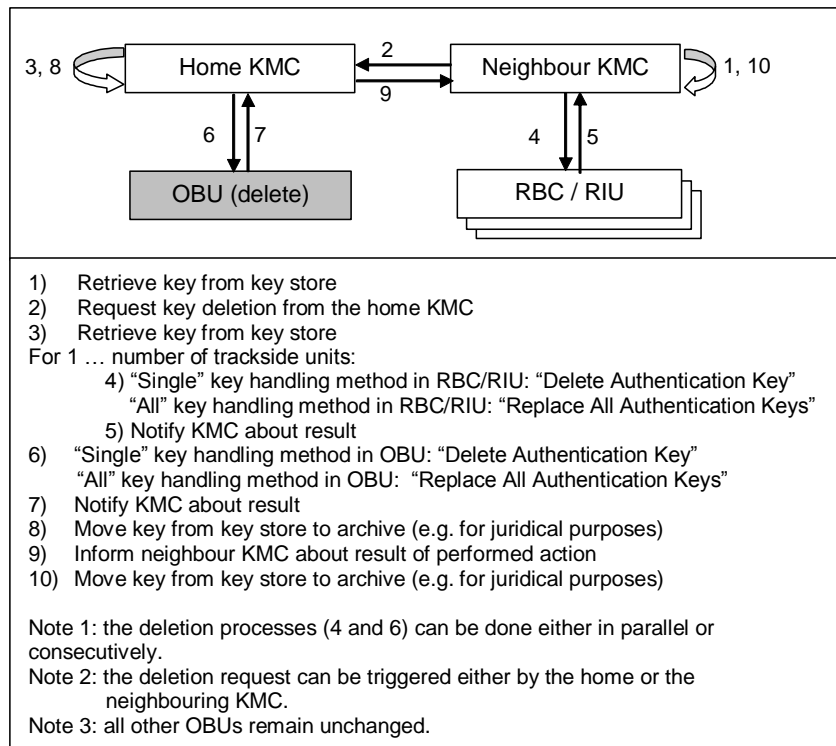 2
3, 8
Home KMC
Neighbour KMC
1, 10
9
6
7
4
5
OBU (delete)
RBC / RIU
1) Retrieve key from key store
2) Request key deletion from the home KMC
3) Retrieve key from key store
For 1 … number of trackside units:
4) “Single” key handling method in RBC/RIU: “Delete Authentication Key”
“All” key handling method in RBC/RIU: “Replace All Authentication Keys”
5) Notify KMC about result
6) “Single” key handling method in OBU: “Delete Authentication Key”
“All” key handling method in OBU: “Replace All Authentication Keys”
7) Notify KMC about result
8) Move key from key store to archive (e.g. for juridical purposes)
9) Inform neighbour KMC about result of performed action
10) Move key from key store to archive (e.g. for juridical purposes)
Note 1: the deletion processes (4 and 6) can be done either in parallel or
consecutively.
Note 2: the deletion request can be triggered either by the home or the
neighbouring KMC.
Note 3: all other OBUs remain unchanged.